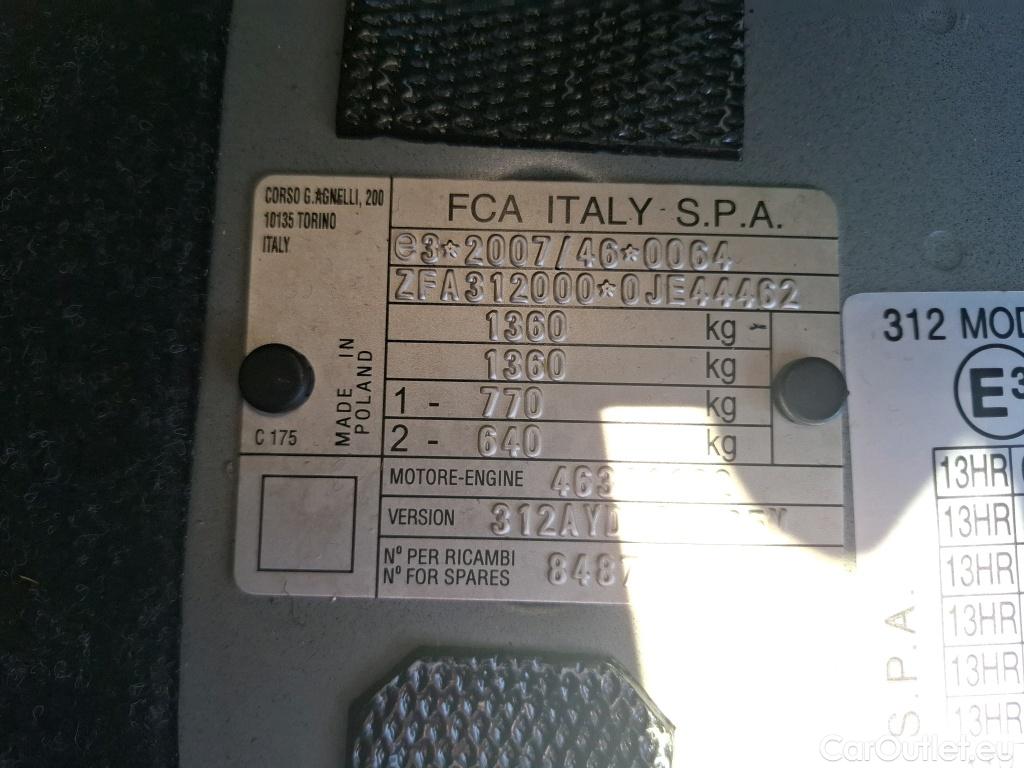 CORSO G. AGNELLI, 200
10135 TORINO
ITALY
FCA ITALY S.P.A.
e3*2007/46*0064
ZFA312000*0JE44462
1360 kg
1360 kg
1 - 770 kg
2 - 640 kg
MADE IN
POLAND
C 175
MOTORE-ENGINE
VERSION
N° PER RICAMBI
N° FOR SPARES
312
E3
13HR
13HR
13HR
13HR
13HR
13HR
S.P.A.
CarOutlet.eu